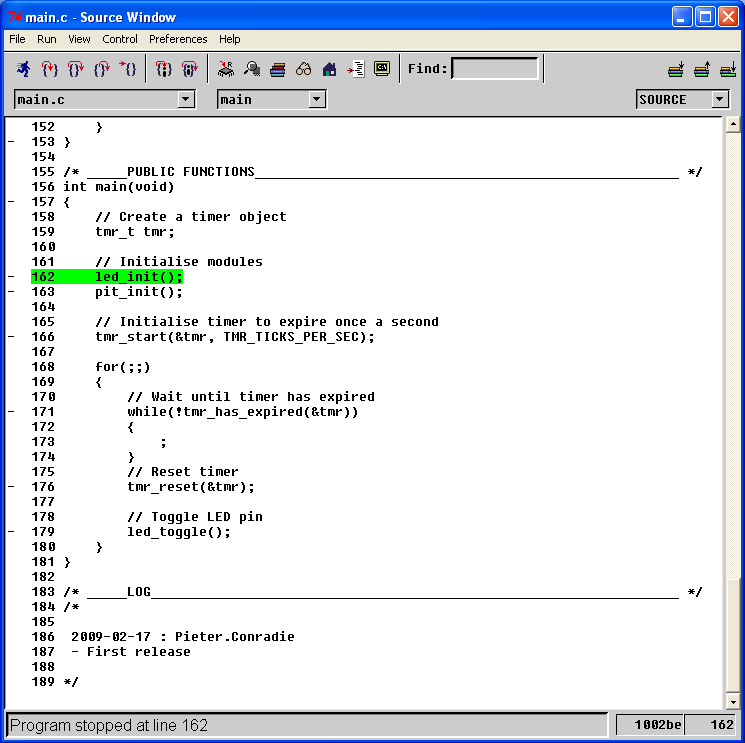 main.c - Source Window
File Run View Control Preferences Help
Find:
main.c main SOURCE
152     }
- 153 }
154
155 /* _____PUBLIC FUNCTIONS_____________________________________________________ */
156 int main(void)
- 157 {
158     // Create a timer object
159     tmr_t tmr;
160
161     // Initialise modules
- 162     led_init();
- 163     pit_init();
164
165     // Initialise timer to expire once a second
- 166     tmr_start(&tmr, TMR_TICKS_PER_SEC);
167
168     for(;;)
169     {
170         // Wait until timer has expired
- 171         while(!tmr_has_expired(&tmr))
172         {
173             ;
174         }
175         // Reset timer
- 176         tmr_reset(&tmr);
177
178         // Toggle LED pin
- 179         led_toggle();
180     }
181 }
182
183 /* _____LOG__________________________________________________________________ */
184 /*
185
186  2009-02-17 : Pieter.Conradie
187  - First release
188
189 */
Program stopped at line 162 1002be 162